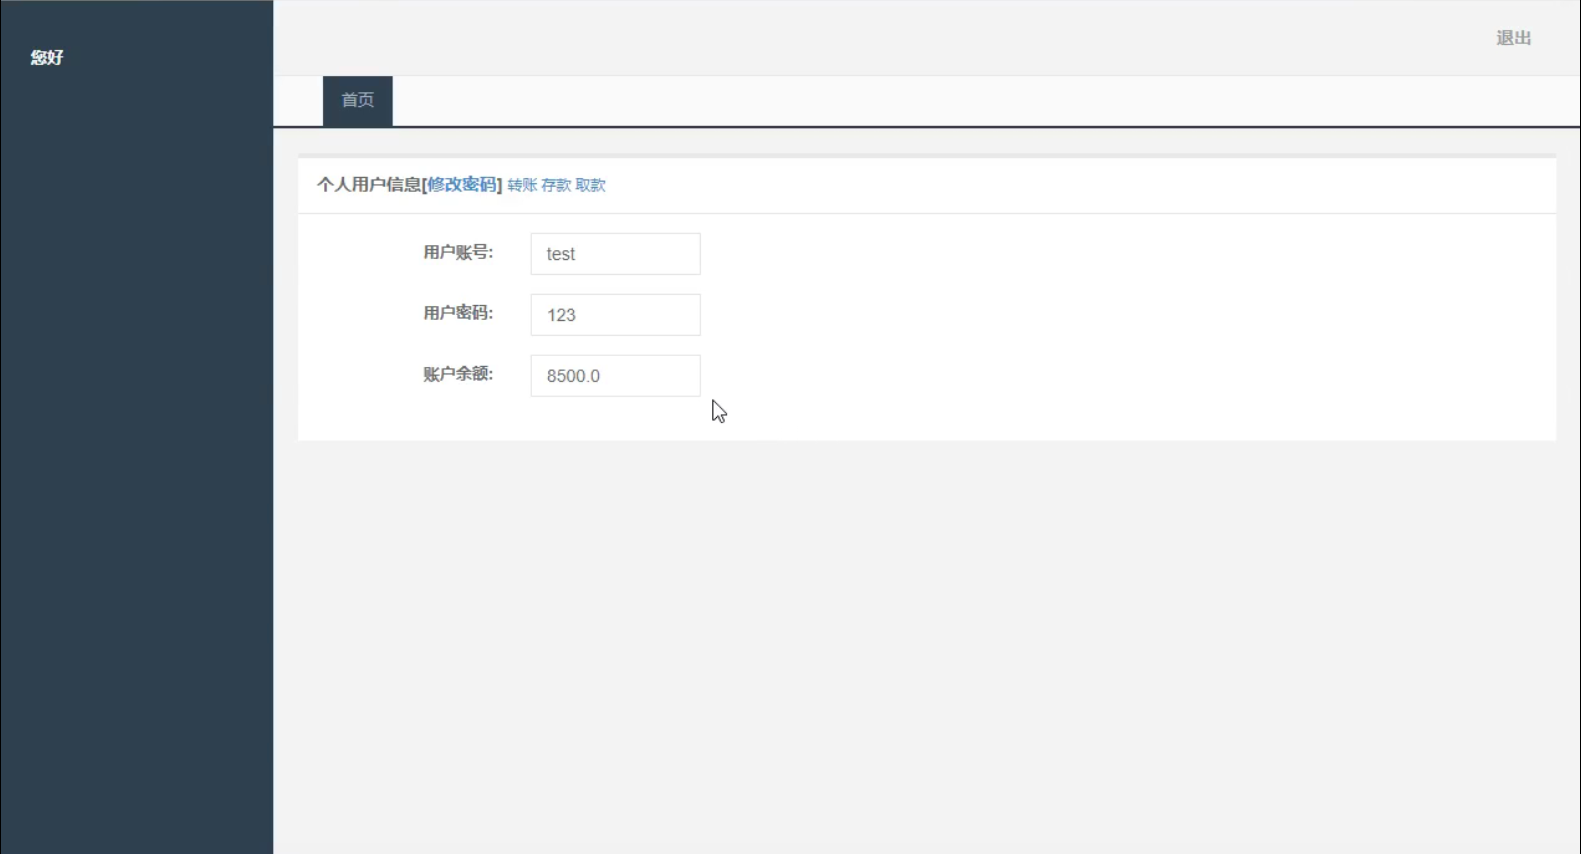 您好
退出
首页
个人用户信息[修改密码] 转账 存款 取款
用户账号: test
用户密码: 123
账户余额: 8500.0